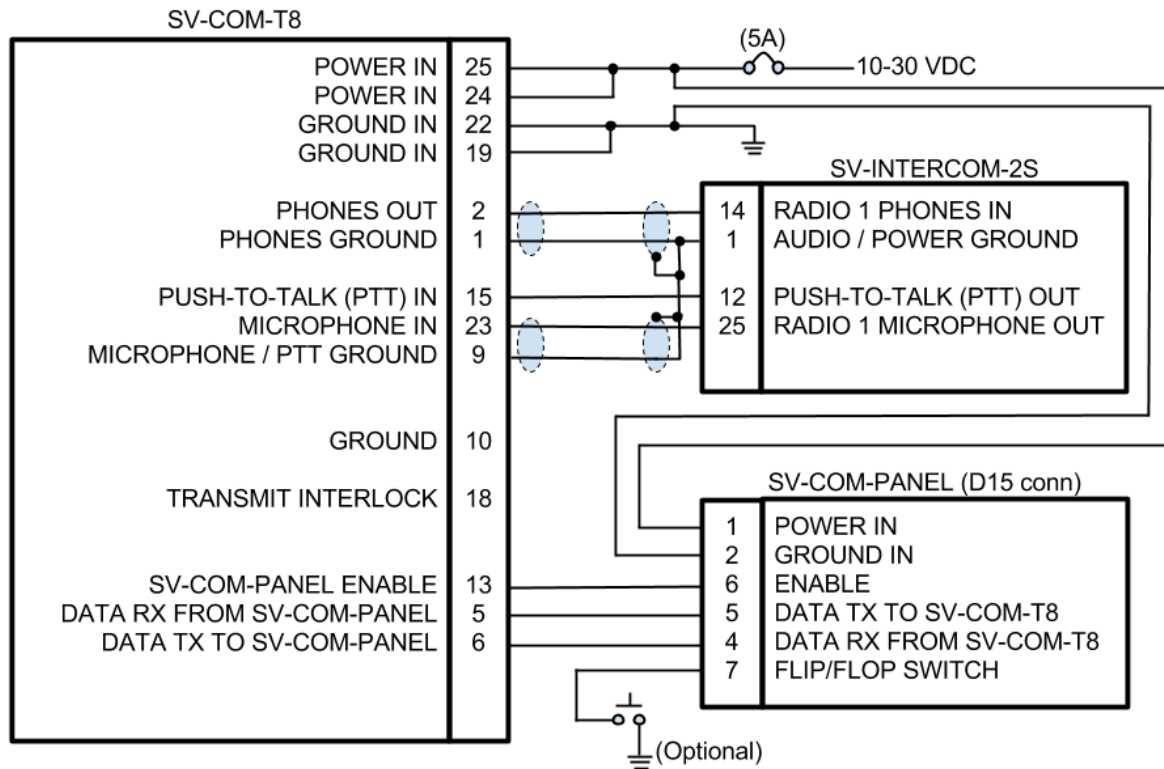 SV-COM-T8
(5A)
POWER IN 25
10-30 VDC
POWER IN 24
GROUND IN 22
GROUND IN 19
SV-INTERCOM-2S
PHONES OUT 2 14 RADIO 1 PHONES IN
PHONES GROUND 1 1 AUDIO / POWER GROUND
PUSH-TO-TALK (PTT) IN 15 12 PUSH-TO-TALK (PTT) OUT
MICROPHONE IN 23 25 RADIO 1 MICROPHONE OUT
MICROPHONE / PTT GROUND 9
GROUND 10
TRANSMIT INTERLOCK 18
SV-COM-PANEL (D15 conn)
1 POWER IN
2 GROUND IN
SV-COM-PANEL ENABLE 13 6 ENABLE
DATA RX FROM SV-COM-PANEL 5 5 DATA TX TO SV-COM-T8
DATA TX TO SV-COM-PANEL 6 4 DATA RX FROM SV-COM-T8
7 FLIP/FLOP SWITCH
(Optional)